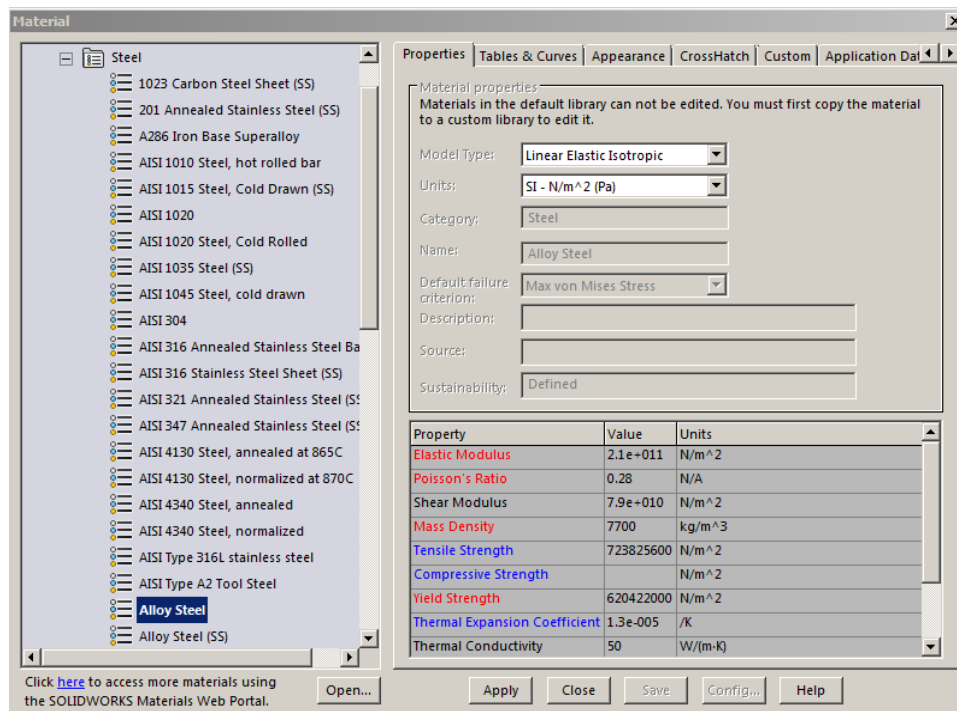 Material
Steel
1023 Carbon Steel Sheet (SS)
201 Annealed Stainless Steel (SS)
A286 Iron Base Superalloy
AISI 1010 Steel, hot rolled bar
AISI 1015 Steel, Cold Drawn (SS)
AISI 1020
AISI 1020 Steel, Cold Rolled
AISI 1035 Steel (SS)
AISI 1045 Steel, cold drawn
AISI 304
AISI 316 Annealed Stainless Steel Ba
AISI 316 Stainless Steel Sheet (SS)
AISI 321 Annealed Stainless Steel (SS
AISI 347 Annealed Stainless Steel (SS
AISI 4130 Steel, annealed at 865C
AISI 4130 Steel, normalized at 870C
AISI 4340 Steel, annealed
AISI 4340 Steel, normalized
AISI Type 316L stainless steel
AISI Type A2 Tool Steel
Alloy Steel
Alloy Steel (SS)
Click here to access more materials using
the SOLIDWORKS Materials Web Portal.
Open...
Properties Tables & Curves Appearance CrossHatch Custom Application Dat
Material properties
Materials in the default library can not be edited. You must first copy the material
to a custom library to edit it.
Model Type: Linear Elastic Isotropic
Units: SI - N/m^2 (Pa)
Category: Steel
Name: Alloy Steel
Default failure
criterion: Max von Mises Stress
Description:
Source:
Sustainability: Defined
Property Value Units
Elastic Modulus 2.1e+011 N/m^2
Poisson's Ratio 0.28 N/A
Shear Modulus 7.9e+010 N/m^2
Mass Density 7700 kg/m^3
Tensile Strength 723825600 N/m^2
Compressive Strength N/m^2
Yield Strength 620422000 N/m^2
Thermal Expansion Coefficient 1.3e-005 /K
Thermal Conductivity 50 W/(m·K)
Apply Close Save Config... Help